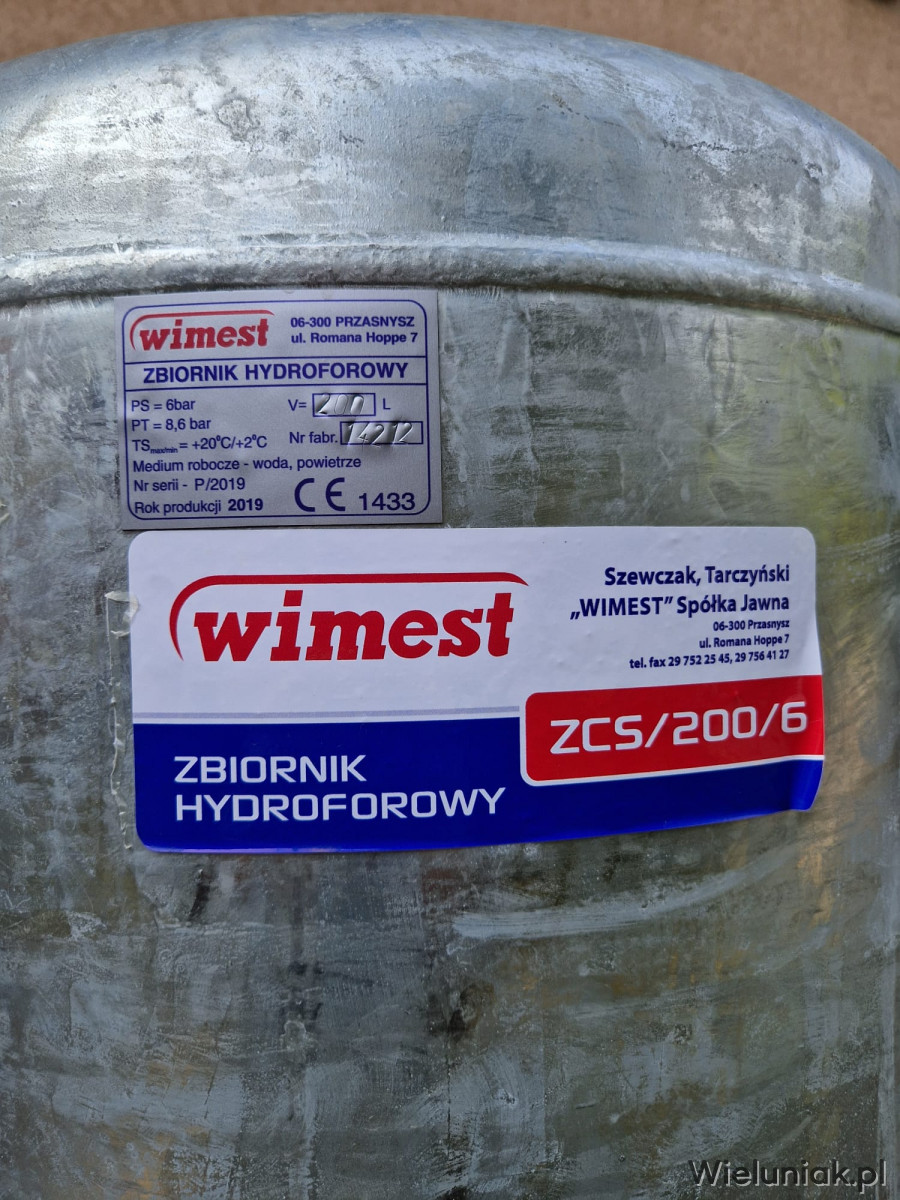 wimest
06-300 PRZASNYSZ
ul. Romana Hoppe 7
ZBIORNIK HYDROFOROWY
PS = 6bar
V= 200 L
PT = 8,6 bar
TSmax/min = +20°C/+2°C
Nr fabr. 14212
Medium robocze - woda, powietrze
Nr serii - P/2019
Rok produkcji 2019
CE 1433
wimest
Szewczak, Tarczyński
„WIMEST” Spółka Jawna
06-300 Przasnysz
ul. Romana Hoppe 7
tel. fax 29 752 25 45, 29 756 41 27
ZCS/200/6
ZBIORNIK
HYDROFOROWY
Wieluniak.pl